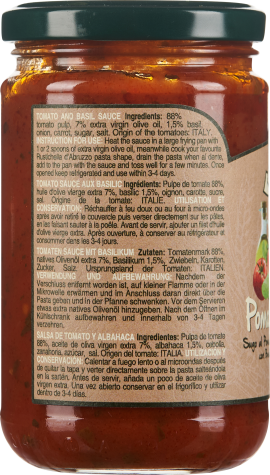 TOMATO AND BASIL SAUCE Ingredients: 88%
tomato pulp, 7% extra virgin olive oil, 1,5% basil,
onion, carrot, sugar, salt. Origin of the tomatoes: ITALY.
INSTRUCTION FOR USE: Heat the sauce in a large frying pan with
1 or 2 spoons of extra virgin olive oil, meanwhile cook your favourite
Rustichella d'Abruzzo pasta shape, drain the pasta when al
dente, add to the pan with the sauce and toss well for a few minutes. Once
opened keep refrigerated and use within 3-4 days.
TOMATO SAUCE AUX BASILIC Ingrédients: Pulpe de tomate 88%,
huile d'olive vierge extra 7%, basilic 1,5%, oignon, carotte, sucre,
sel. Origine de la tomate: ITALIE. UTILISATION ET
CONSERVATION: Réchauffer à feu doux ou au four à micro-ondes
après avoir retiré le couvercle puis verser directement sur les pâtes,
et les faisant sauter à la poêle. Avant de servir, ajouter un filet d'huile
d'olive vierge extra. Après ouverture, à conserver au réfrigérateur et
consommer dans les 3-4 jours.
TOMATEN SAUCE MIT BASILIKUM Zutaten: Tomatenmark 88%,
natives Olivenöl extra 7%, Basilikum 1,5%, Zwiebeln, Karotten,
Zucker, Salz. Ursprungsland der Tomaten: ITALIEN.
VERWENDUNG UND AUFBEWAHRUNG: Nachdem der
Verschluss entfernt worden ist, auf kleiner Flamme oder in der
Mikrowelle erwärmen und im Anschluss daran direkt über die
Pasta geben und in der Pfanne schwenken. Vor dem Servieren
etwas extra natives Olivenöl hinzugeben. Nach dem Öffnen im
Kühlschrank aufbewahren und innerhalb von 3-4 Tagen
verzehren.
SALSA DE TOMATO Y ALBAHACA Ingredientes: Pulpa de tomate
88%, aceite de oliva virgen extra 7%, albahaca 1,5%, cebolla,
zanahoria, azúcar, sal. Origen del tomate: ITALIA. UTILIZACIÓN Y
CONSERVACIÓN: Calentar a fuego lento o al microondas después
de quitar la tapa y verter directamente sobre la pasta salteándola
en la sartén. Antes de servir, añada un poco de aceite de oliva
virgen extra. Una vez abierto conservar en el frigorífico y utilizar
dentro de 3-4 días.